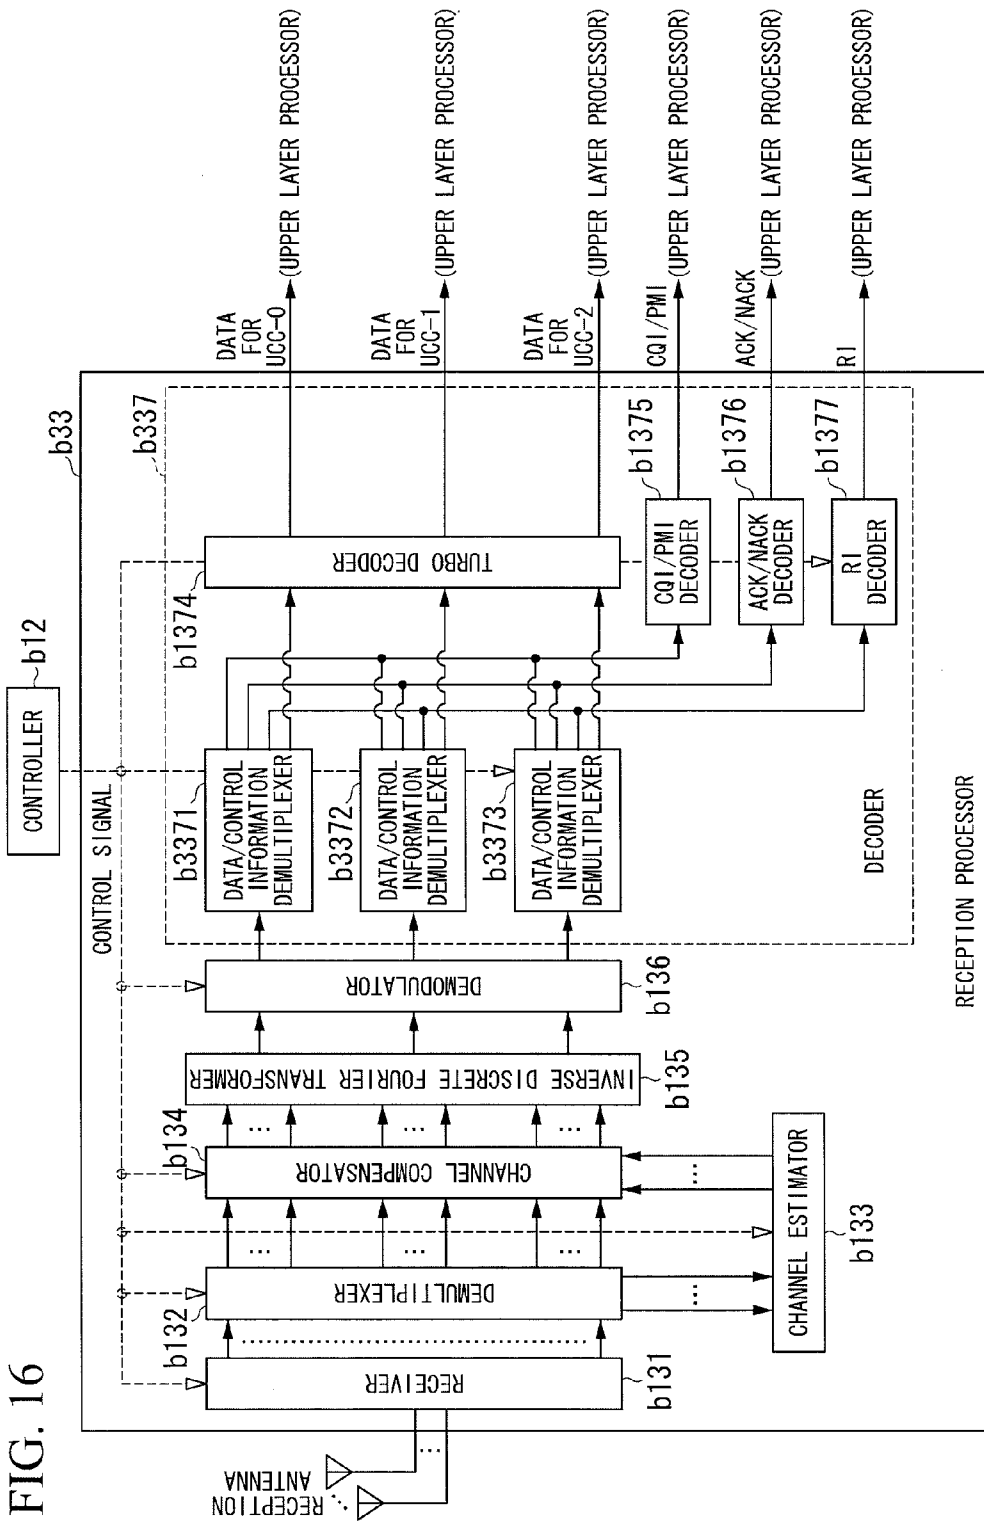 FIG. 16
CONTROLLER
b12
b33
CONTROL SIGNAL
b337
RECEPTION
ANTENNA
RECEIVER
b131
b132
DEMULTIPLEXER
CHANNEL ESTIMATOR
b133
b134
CHANNEL COMPENSATOR
INVERSE DISCRETE FOURIER TRANSFORMER
b135
DEMODULATOR
b136
b3371
DATA/CONTROL
INFORMATION
DEMULTIPLEXER
b3372
DATA/CONTROL
INFORMATION
DEMULTIPLEXER
b3373
DATA/CONTROL
INFORMATION
DEMULTIPLEXER
b1374
TURBO DECODER
CQI/PMI
DECODER
b1375
ACK/NACK
DECODER
b1376
RI
DECODER
b1377
DATA
FOR
UCC-0
(UPPER LAYER PROCESSOR)
DATA
FOR
UCC-1
(UPPER LAYER PROCESSOR)
DATA
FOR
UCC-2
(UPPER LAYER PROCESSOR)
CQI/PMI
(UPPER LAYER PROCESSOR)
ACK/NACK
(UPPER LAYER PROCESSOR)
RI
(UPPER LAYER PROCESSOR)
DECODER
RECEPTION PROCESSOR